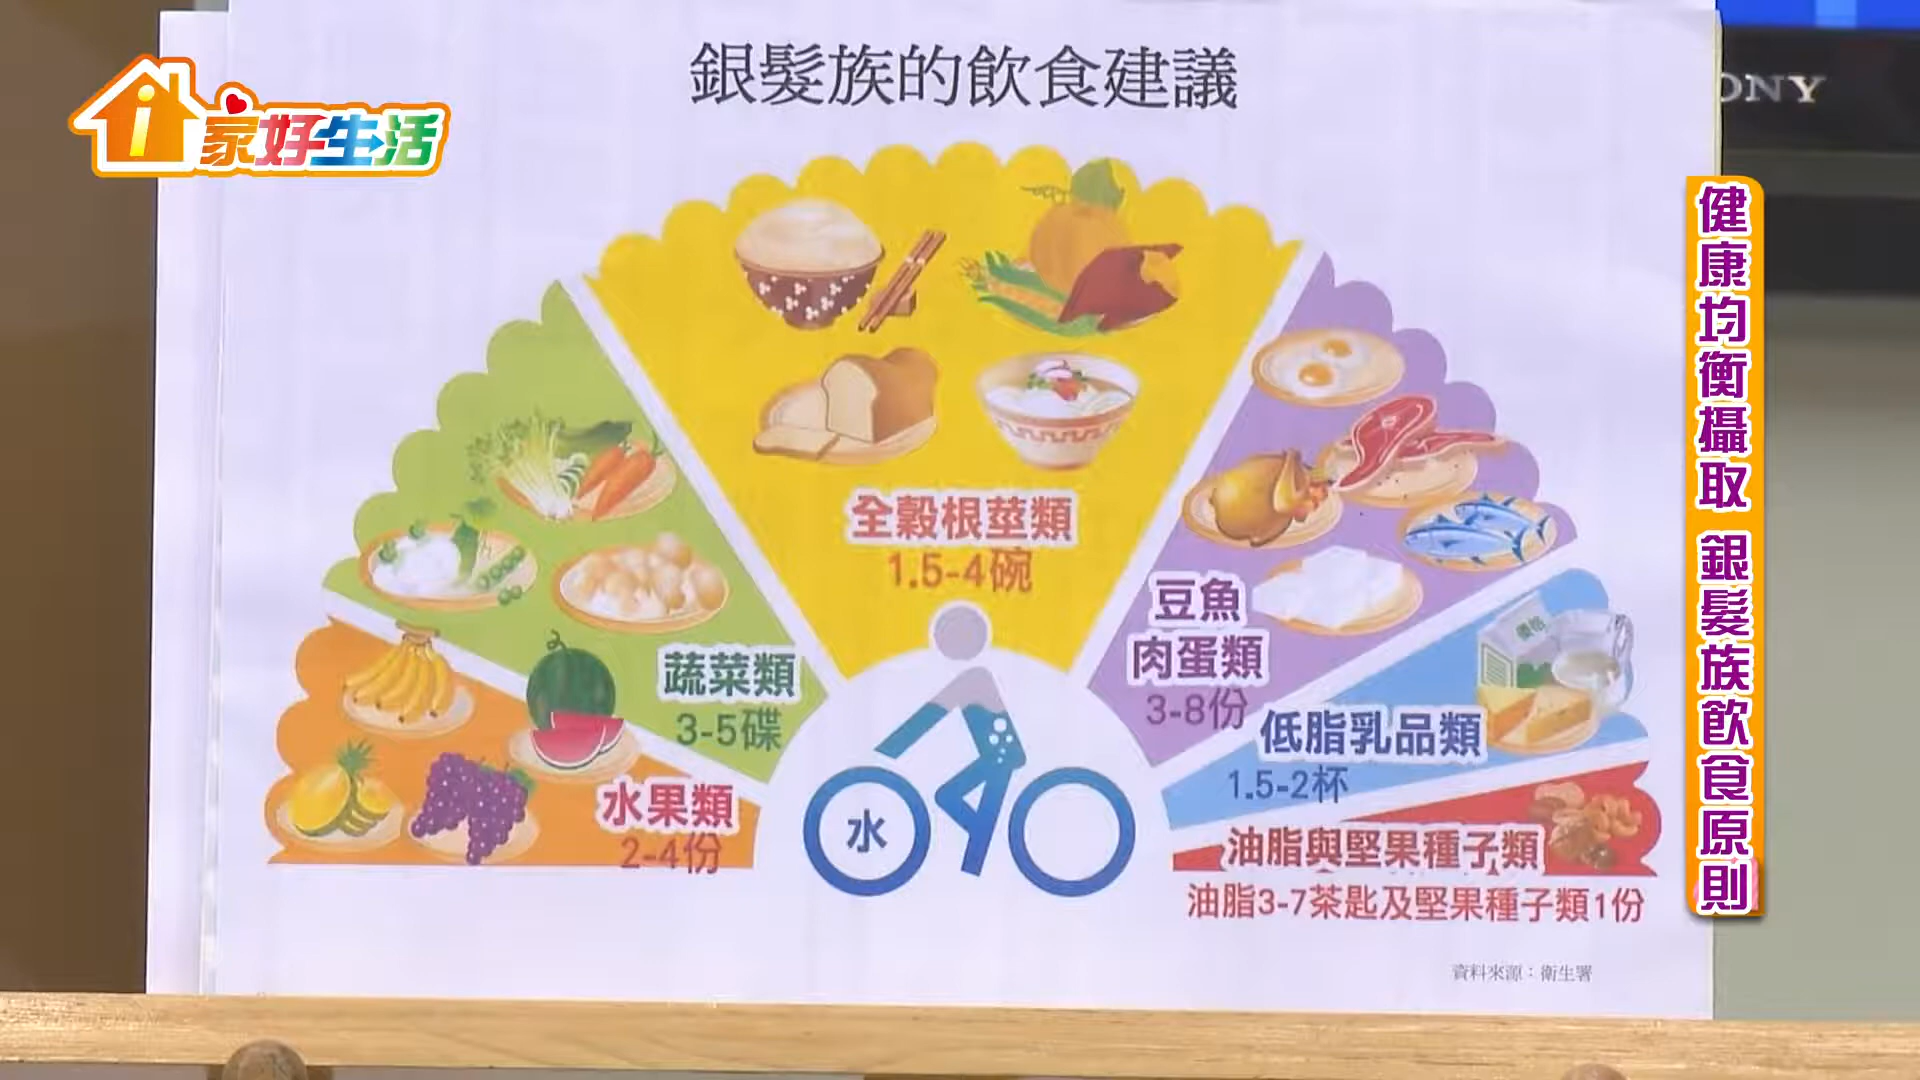 銀髮族的飲食建議
i家好生活
SONY
健康均衡攝取 銀髮族飲食原則
全穀根莖類
1.5-4碗
蔬菜類
3-5碟
水果類
2-4份
豆魚
肉蛋類
3-8份
低脂乳品類
1.5-2杯
油脂與堅果種子類
油脂3-7茶匙及堅果種子類1份
水
資料來源：衛生署